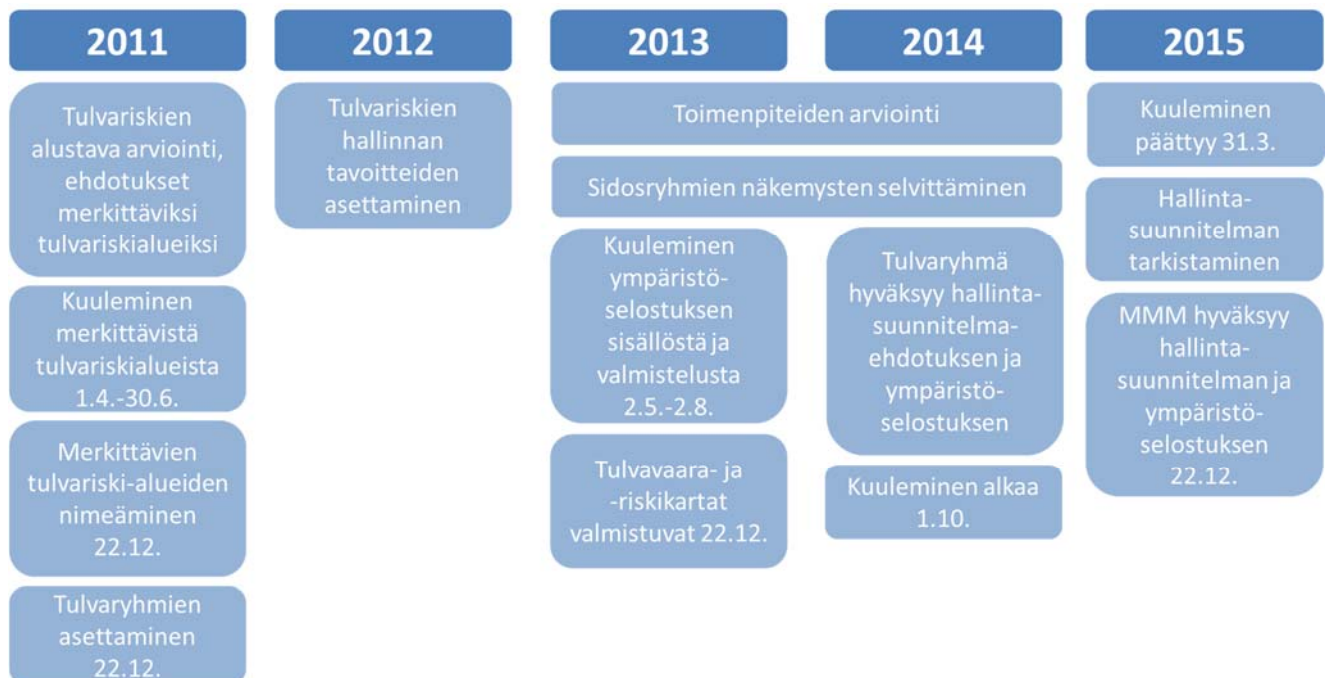 2011
Tulvariskien
alustava arviointi,
ehdotukset
merkittäviksi
tulvariskialueiksi
Kuuleminen
merkittävistä
tulvariskialueista
1.4.-30.6.
Merkittävien
tulvariski-alueiden
nimeäminen
22.12.
Tulvaryhmien
asettaminen
22.12.
2012
Tulvariskien
hallinnan
tavoitteiden
asettaminen
2013
2014
Toimenpiteiden arviointi
Sidosryhmien näkemysten selvittäminen
Kuuleminen
ympäristö-
selostuksen
sisällöstä ja
valmistelusta
2.5.-2.8.
Tulvavaara- ja
-riskikartat
valmistuvat 22.12.
Tulvaryhmä
hyväksyy hallinta-
suunnitelma-
ehdotuksen ja
ympäristö-
selostuksen
Kuuleminen alkaa
1.10.
2015
Kuuleminen
päättyy 31.3.
Hallinta-
suunnitelman
tarkistaminen
MMM hyväksyy
hallinta-
suunnitelman ja
ympäristö-
selostuksen
22.12.